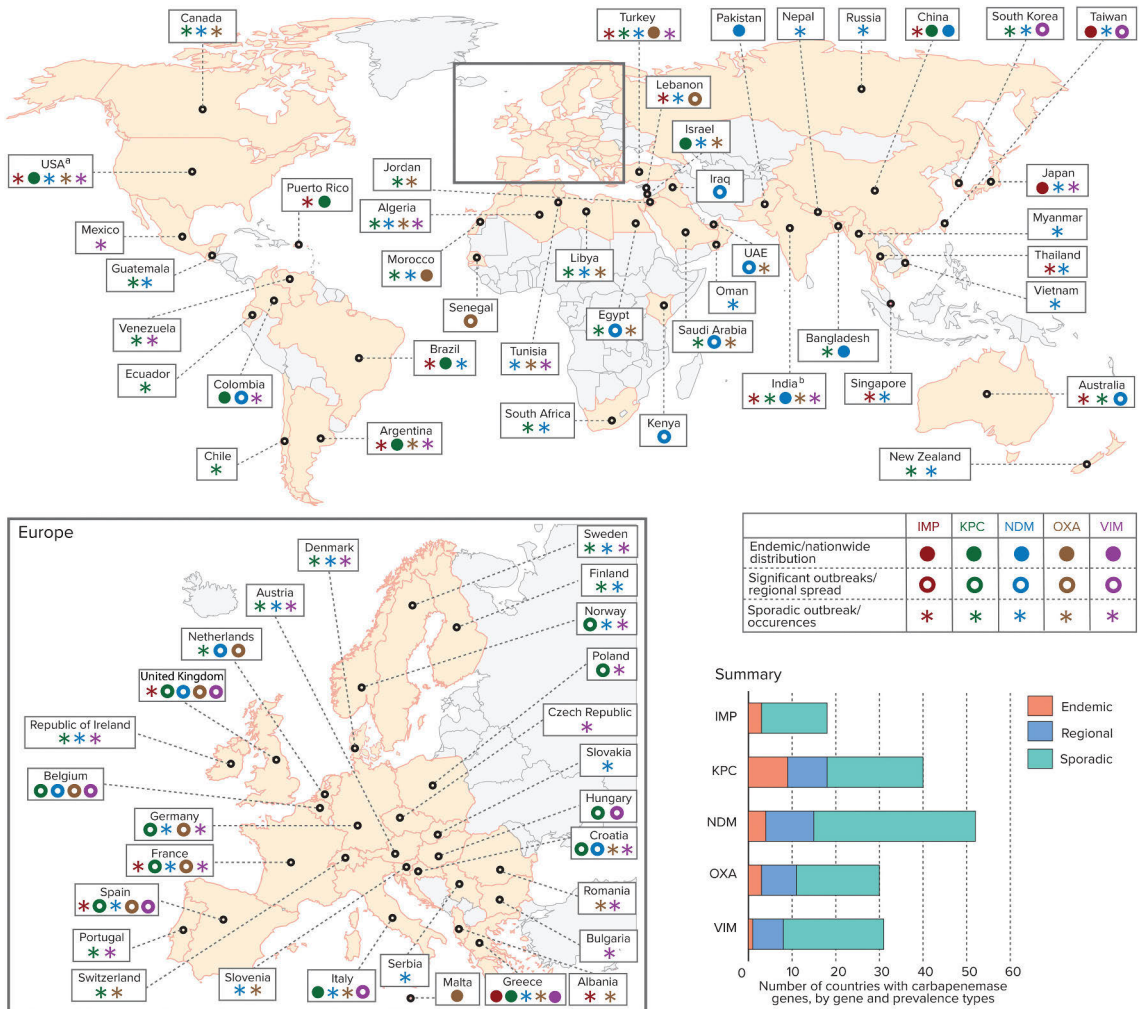 Canada
Turkey
Pakistan
Nepal
Russia
China
South Korea
Taiwan
Lebanon
Israel
USAᵃ
Jordan
Iraq
Japan
Puerto Rico
Algeria
Mexico
Myanmar
Morocco
Libya
UAE
Guatemala
Thailand
Senegal
Oman
Vietnam
Egypt
Saudi Arabia
Venezuela
Bangladesh
Brazil
Tunisia
Ecuador
Colombia
Indiaᵇ
Singapore
Australia
South Africa
Kenya
Argentina
Chile
New Zealand
Europe
Sweden
Denmark
Finland
Austria
Norway
Netherlands
Poland
United Kingdom
Czech Republic
Republic of Ireland
Slovakia
Belgium
Hungary
Germany
Croatia
France
Spain
Romania
Portugal
Bulgaria
Switzerland
Slovenia
Italy
Serbia
Malta
Greece
Albania
IMP KPC NDM OXA VIM
Endemic/nationwide
distribution
Significant outbreaks/
regional spread
Sporadic outbreak/
occurences
Summary
IMP
KPC
NDM
OXA
VIM
Endemic
Regional
Sporadic
0 10 20 30 40 50 60
Number of countries with carbapenemase
genes, by gene and prevalence types